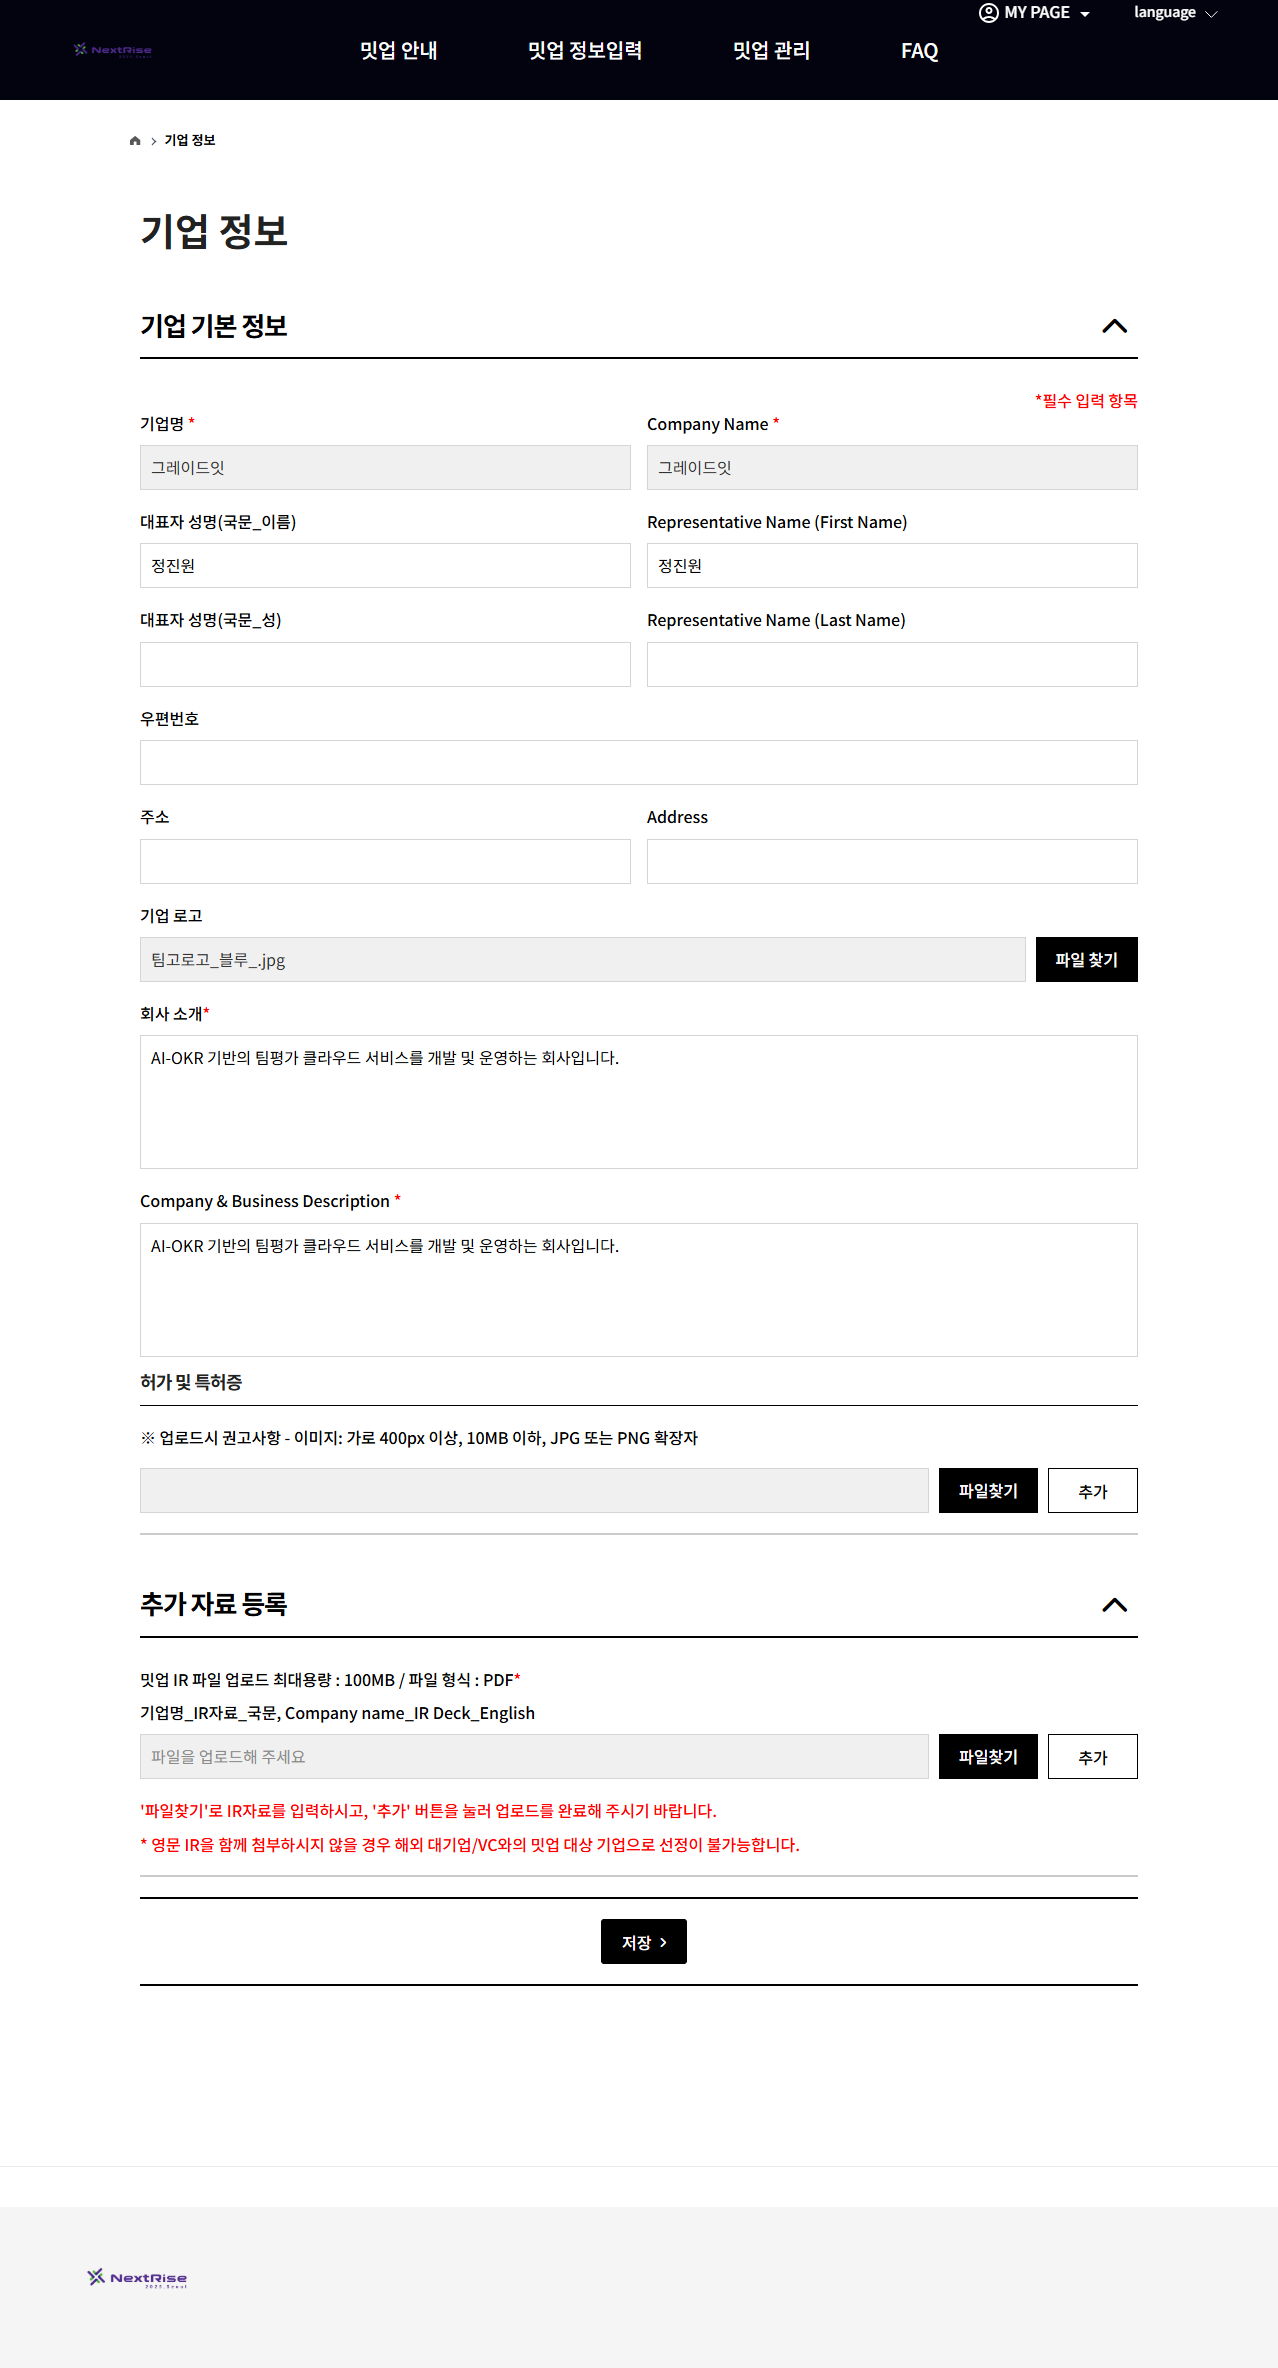 MY PAGE
language
NextRise
밋업 안내
밋업 정보입력
밋업 관리
FAQ
기업 정보
기업 정보
기업 기본 정보
*필수 입력 항목
기업명 *
Company Name *
그레이드잇
그레이드잇
대표자 성명(국문_이름)
Representative Name (First Name)
정진원
정진원
대표자 성명(국문_성)
Representative Name (Last Name)
우편번호
주소
Address
기업 로고
팀고로고_블루_.jpg
파일 찾기
회사 소개*
AI-OKR 기반의 팀평가 클라우드 서비스를 개발 및 운영하는 회사입니다.
Company & Business Description *
AI-OKR 기반의 팀평가 클라우드 서비스를 개발 및 운영하는 회사입니다.
허가 및 특허증
※ 업로드시 권고사항 - 이미지: 가로 400px 이상, 10MB 이하, JPG 또는 PNG 확장자
파일찾기
추가
추가 자료 등록
밋업 IR 파일 업로드 최대용량 : 100MB / 파일 형식 : PDF*
기업명_IR자료_국문, Company name_IR Deck_English
파일을 업로드해 주세요
파일찾기
추가
'파일찾기'로 IR자료를 입력하시고, '추가' 버튼을 눌러 업로드를 완료해 주시기 바랍니다.
* 영문 IR을 함께 첨부하시지 않을 경우 해외 대기업/VC와의 밋업 대상 기업으로 선정이 불가능합니다.
저장
NextRise
2025.Seoul